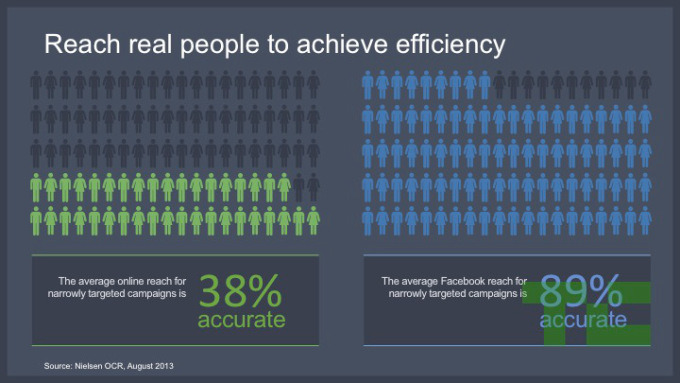 Reach real people to achieve efficiency
The average online reach for
narrowly targeted campaigns is
38%
accurate
The average Facebook reach for
narrowly targeted campaigns is
89%
accurate
TC
Source: Nielsen OCR, August 2013